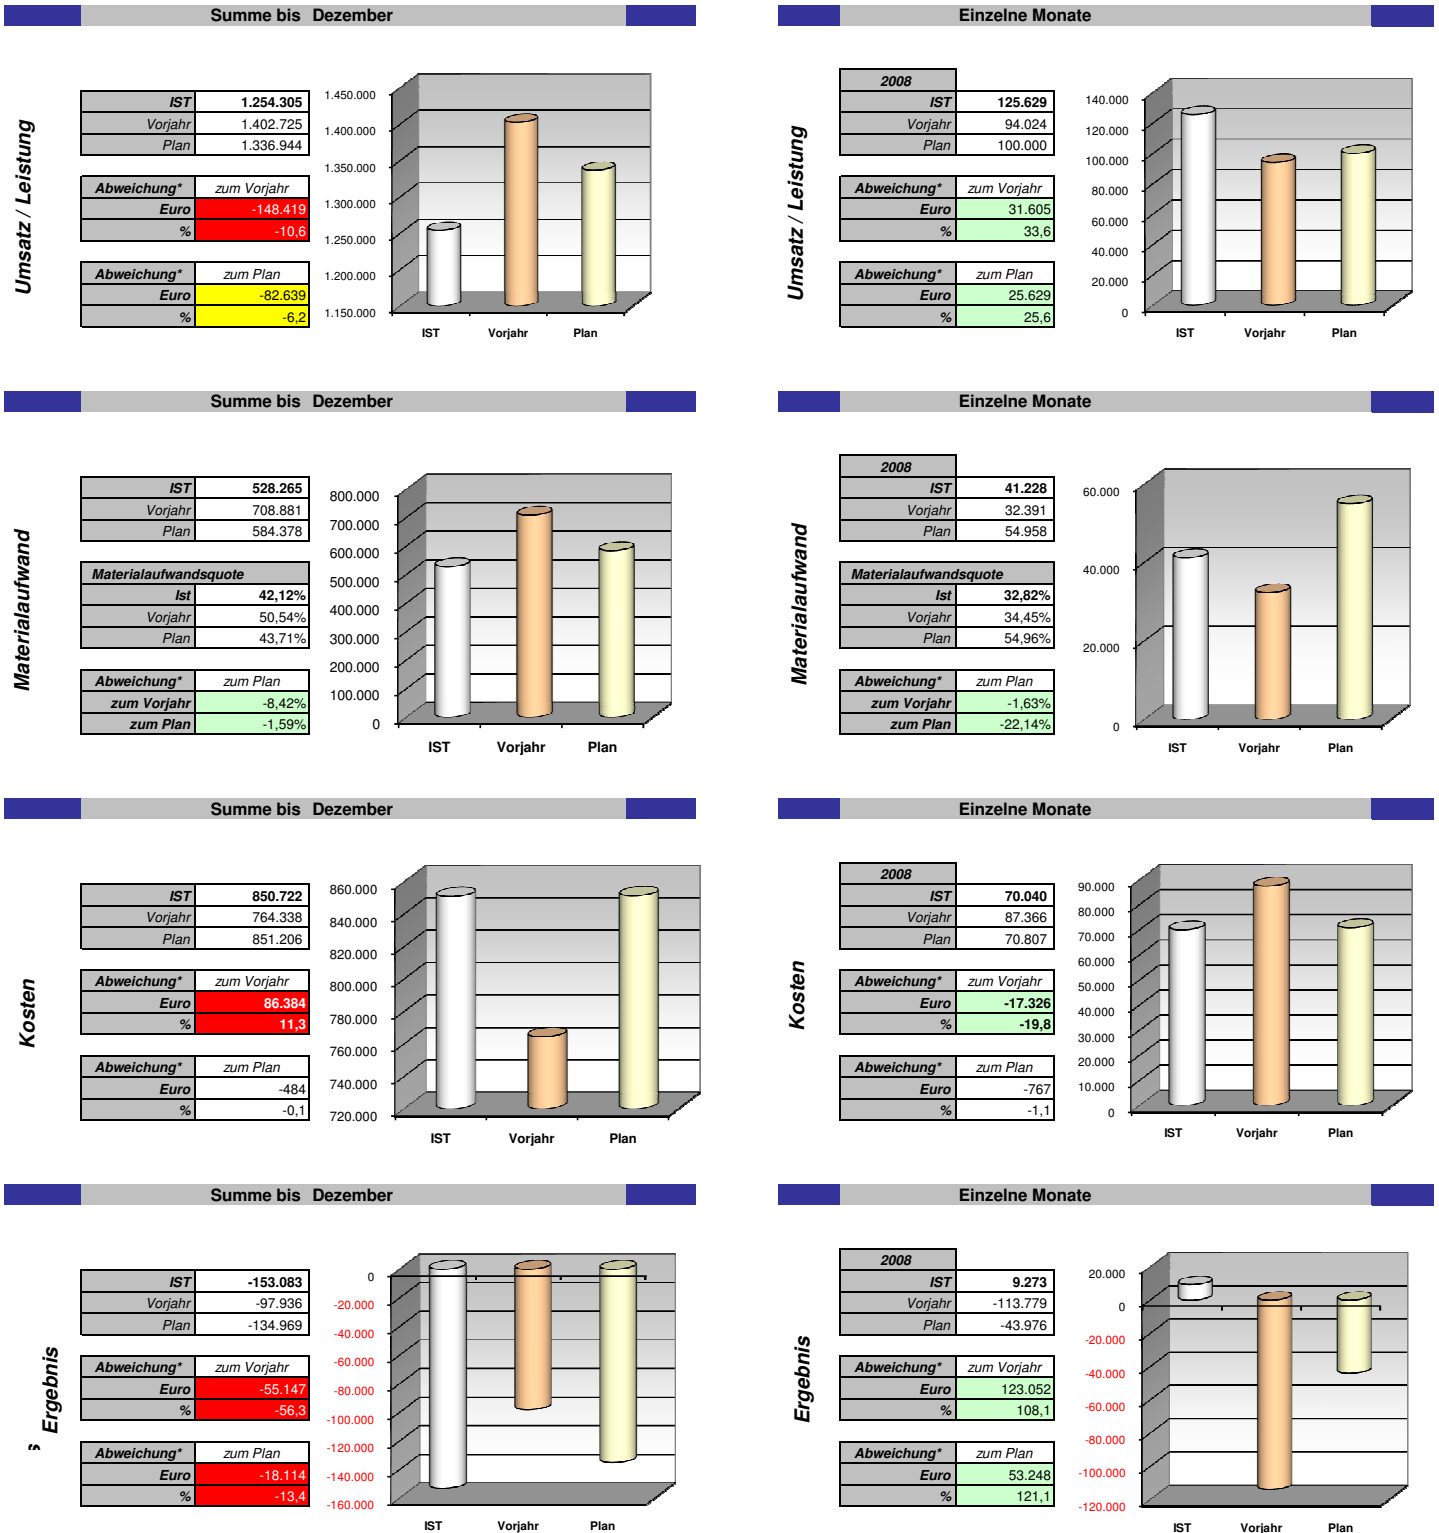 Summe bis Dezember
Umsatz / Leistung
IST 1.254.305
Vorjahr 1.402.725
Plan 1.336.944
Abweichung* zum Vorjahr
Euro -148.419
% -10,6
Abweichung* zum Plan
Euro -82.639
% -6,2
1.450.000
1.400.000
1.350.000
1.300.000
1.250.000
1.200.000
1.150.000
IST Vorjahr Plan
Einzelne Monate
Umsatz / Leistung
2008
IST 125.629
Vorjahr 94.024
Plan 100.000
Abweichung* zum Vorjahr
Euro 31.605
% 33,6
Abweichung* zum Plan
Euro 25.629
% 25,6
140.000
120.000
100.000
80.000
60.000
40.000
20.000
0
IST Vorjahr Plan
Summe bis Dezember
Materialaufwand
IST 528.265
Vorjahr 708.881
Plan 584.378
Materialaufwandsquote
Ist 42,12%
Vorjahr 50,54%
Plan 43,71%
Abweichung* zum Plan
zum Vorjahr -8,42%
zum Plan -1,59%
800.000
700.000
600.000
500.000
400.000
300.000
200.000
100.000
0
IST Vorjahr Plan
Einzelne Monate
Materialaufwand
2008
IST 41.228
Vorjahr 32.391
Plan 54.958
Materialaufwandsquote
Ist 32,82%
Vorjahr 34,45%
Plan 54,96%
Abweichung* zum Plan
zum Vorjahr -1,63%
zum Plan -22,14%
60.000
40.000
20.000
0
IST Vorjahr Plan
Summe bis Dezember
Kosten
IST 850.722
Vorjahr 764.338
Plan 851.206
Abweichung* zum Vorjahr
Euro 86.384
% 11,3
Abweichung* zum Plan
Euro -484
% -0,1
860.000
840.000
820.000
800.000
780.000
760.000
740.000
720.000
IST Vorjahr Plan
Einzelne Monate
Kosten
2008
IST 70.040
Vorjahr 87.366
Plan 70.807
Abweichung* zum Vorjahr
Euro -17.326
% -19,8
Abweichung* zum Plan
Euro -767
% -1,1
90.000
80.000
70.000
60.000
50.000
40.000
30.000
20.000
10.000
0
IST Vorjahr Plan
Summe bis Dezember
Ergebnis
IST -153.083
Vorjahr -97.936
Plan -134.969
Abweichung* zum Vorjahr
Euro -55.147
% -56,3
Abweichung* zum Plan
Euro -18.114
% -13,4
0
-20.000
-40.000
-60.000
-80.000
-100.000
-120.000
-140.000
-160.000
IST Vorjahr Plan
Einzelne Monate
Ergebnis
2008
IST 9.273
Vorjahr -113.779
Plan -43.976
Abweichung* zum Vorjahr
Euro 123.052
% 108,1
Abweichung* zum Plan
Euro 53.248
% 121,1
20.000
0
-20.000
-40.000
-60.000
-80.000
-100.000
-120.000
IST Vorjahr Plan